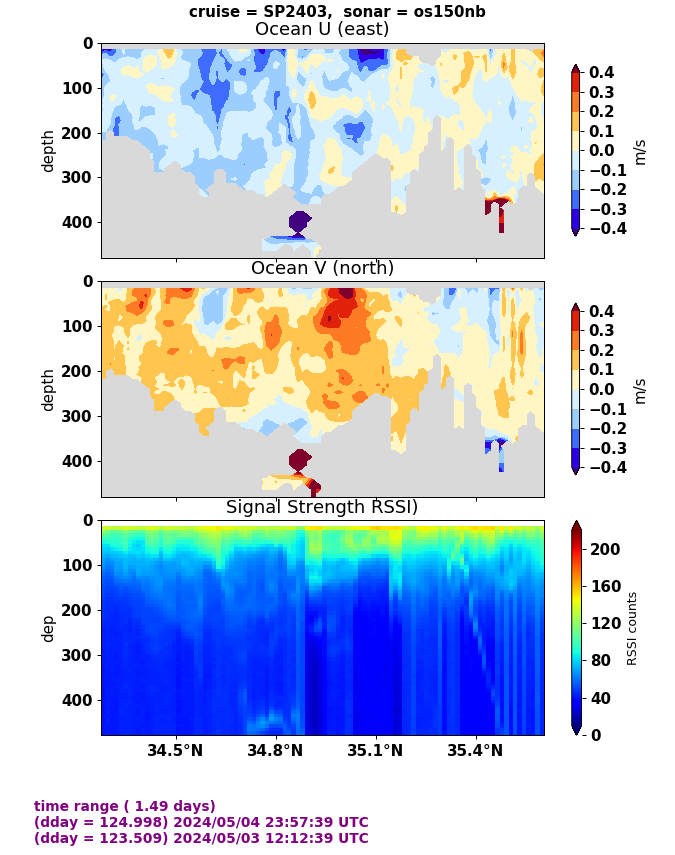 cruise = SP2403,  sonar = os150nb
Ocean U (east)
0
100
200
300
400
depth
0.4
0.3
0.2
0.1
0.0
−0.1
−0.2
−0.3
−0.4
m/s
Ocean V (north)
0
100
200
300
400
depth
0.4
0.3
0.2
0.1
0.0
−0.1
−0.2
−0.3
−0.4
m/s
Signal Strength RSSI)
0
100
200
300
400
dep
200
160
120
80
40
0
RSSI counts
34.5°N 34.8°N 35.1°N 35.4°N
time range ( 1.49 days)
(dday = 124.998) 2024/05/04 23:57:39 UTC
(dday = 123.509) 2024/05/03 12:12:39 UTC